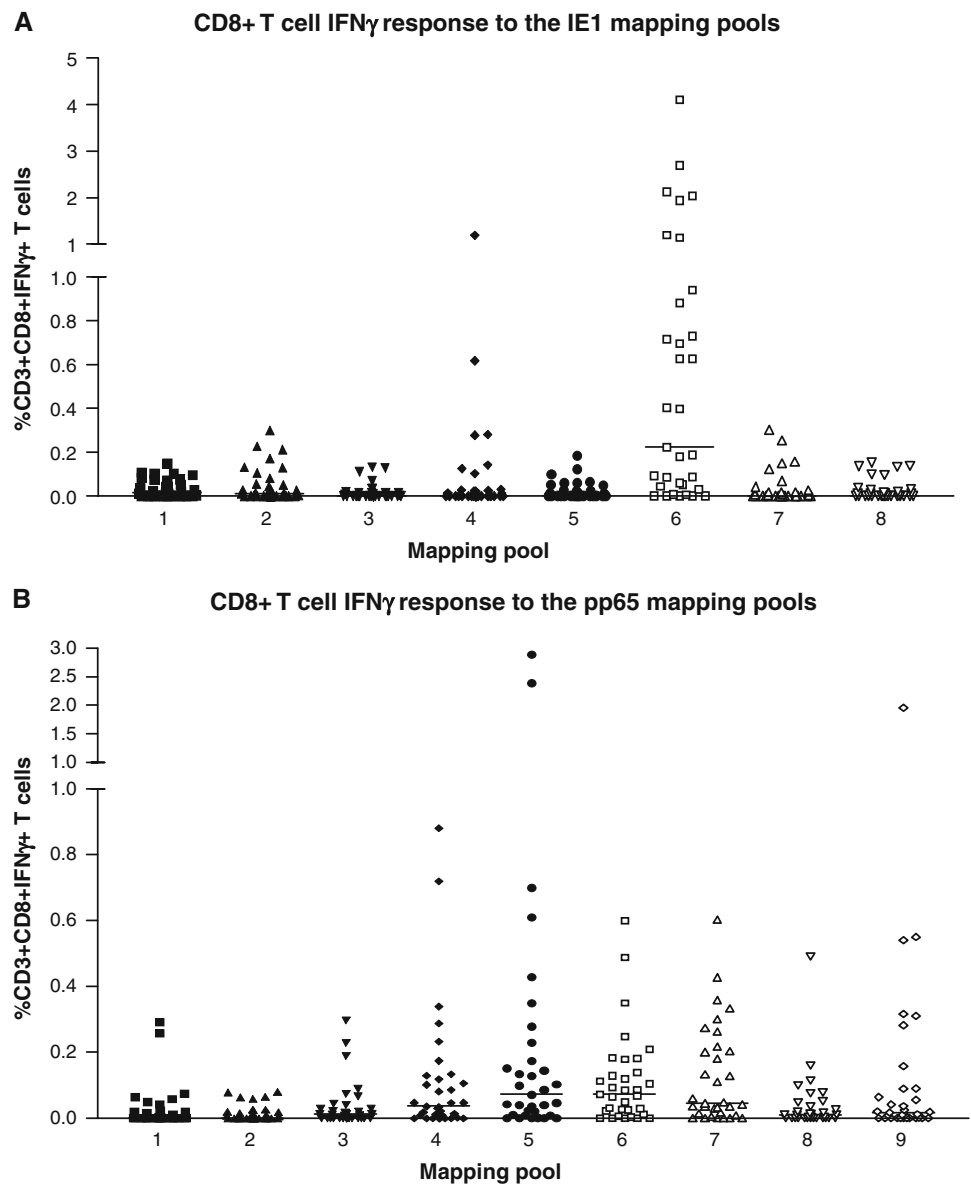 A
CD8+ T cell IFNγ response to the IE1 mapping pools
%CD3+CD8+IFNγ+ T cells
5
4
3
2
1
1.0
0.8
0.6
0.4
0.2
0.0
1 2 3 4 5 6 7 8
Mapping pool
B
CD8+ T cell IFNγ response to the pp65 mapping pools
%CD3+CD8+IFNγ+ T cells
3.0
2.5
2.0
1.5
1.0
1.0
0.8
0.6
0.4
0.2
0.0
1 2 3 4 5 6 7 8 9
Mapping pool